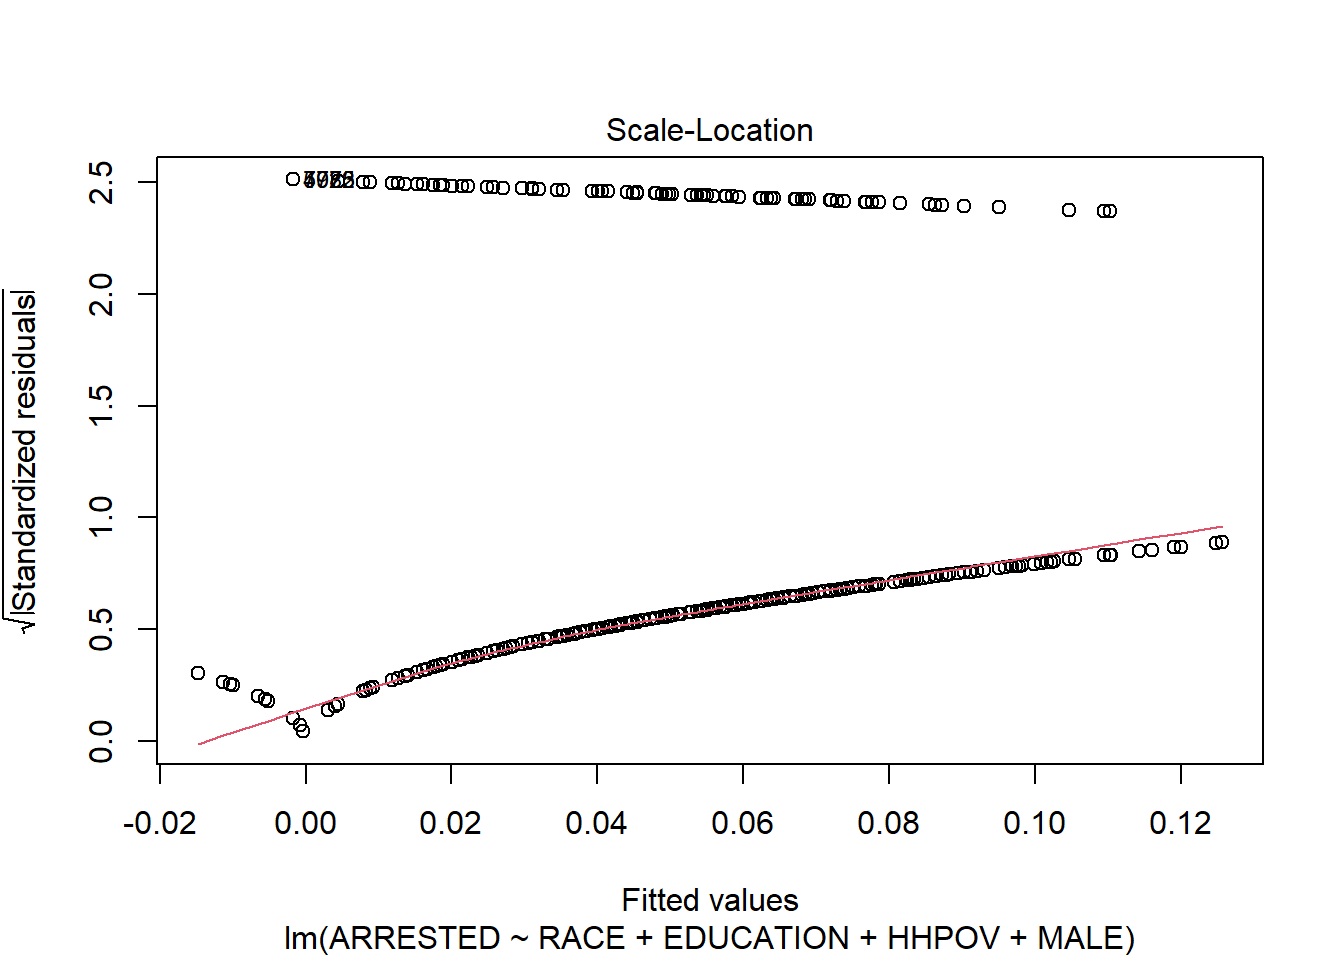 Scale-Location
√|Standardized residuals|
2.5
2.0
1.5
1.0
0.5
0.0
-0.02 0.00 0.02 0.04 0.06 0.08 0.10 0.12
Fitted values
lm(ARRESTED ~ RACE + EDUCATION + HHPOV + MALE)